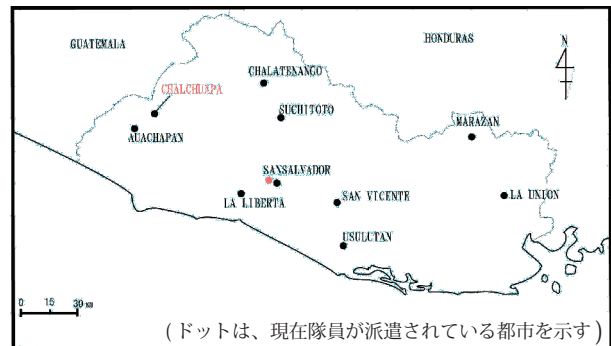 GUATEMALA
HONDURAS
N
CHALATENANGO
CHALCHUAPA
SUCHITOTO
MARAZAN
AUACHAPAN
SANSALVADOR
LA LIBERTA
SAN VICENTE
LA UNION
USULUTAN
0 15 30 KM
(ドットは、現在隊員が派遣されている都市を示す)